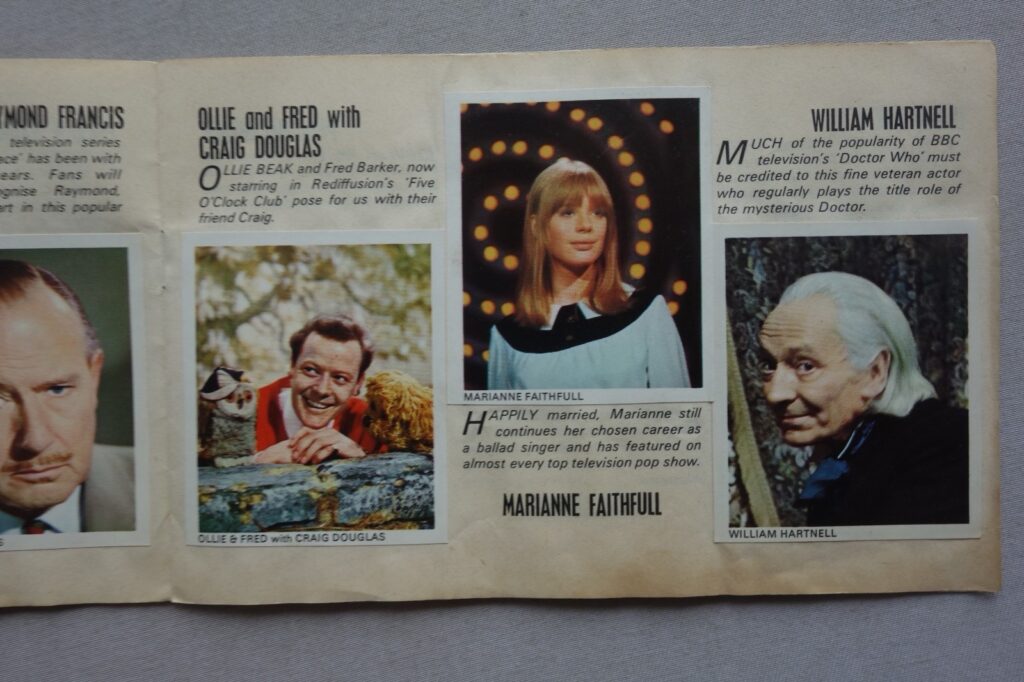 YMOND FRANCIS
television series
ace' has been with
ears. Fans will
ognise Raymond,
art in this popular
S
OLLIE and FRED with
CRAIG DOUGLAS
OLLIE BEAK and Fred Barker, now
starring in Rediffusion's 'Five
O'Clock Club' pose for us with their
friend Craig.
OLLIE & FRED with CRAIG DOUGLAS
MARIANNE FAITHFULL
HAPPILY married, Marianne still
continues her chosen career as
a ballad singer and has featured on
almost every top television pop show.
MARIANNE FAITHFULL
WILLIAM HARTNELL
MUCH of the popularity of BBC
television's 'Doctor Who' must
be credited to this fine veteran actor
who regularly plays the title role of
the mysterious Doctor.
WILLIAM HARTNELL